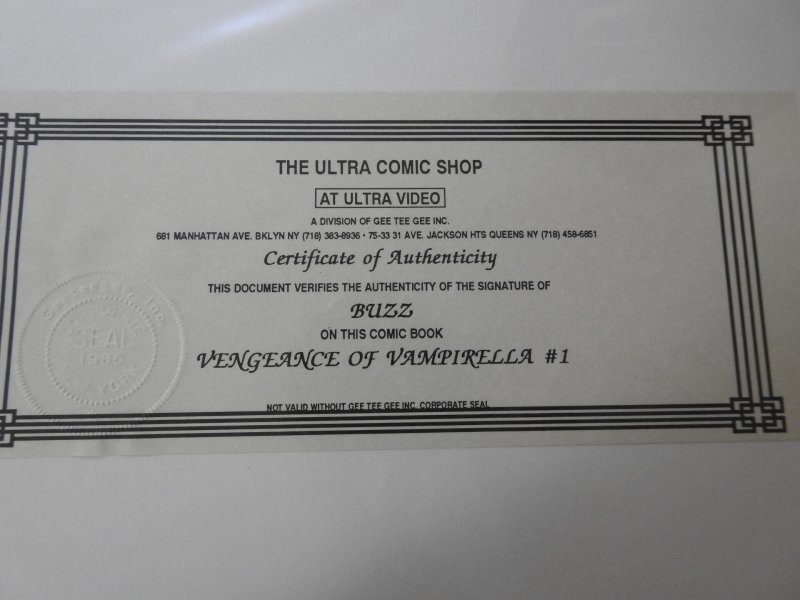 THE ULTRA COMIC SHOP
AT ULTRA VIDEO
A DIVISION OF GEE TEE GEE INC.
681 MANHATTAN AVE. BKLYN NY (718) 383-8936 • 75-33 31 AVE. JACKSON HTS QUEENS NY (718) 458-6851
Certificate of Authenticity
THIS DOCUMENT VERIFIES THE AUTHENTICITY OF THE SIGNATURE OF
BUZZ
ON THIS COMIC BOOK
VENGEANCE OF VAMPIRELLA #1
NOT VALID WITHOUT GEE TEE GEE INC. CORPORATE SEAL
SEAL